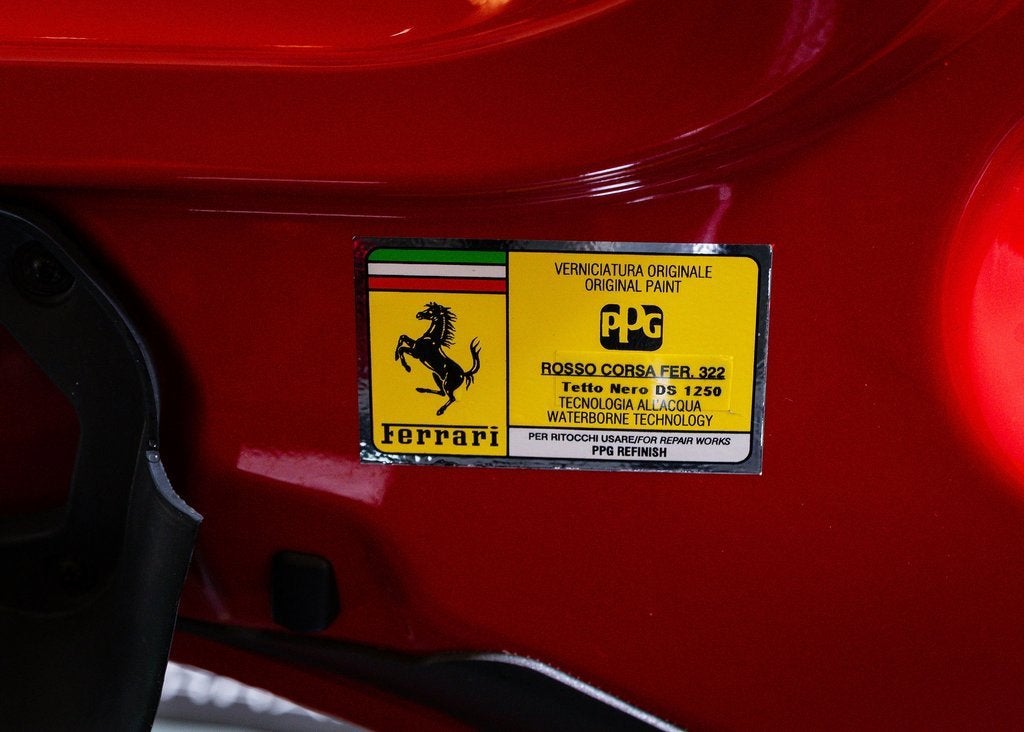 Ferrari
VERNICIATURA ORIGINALE
ORIGINAL PAINT
PPG
ROSSO CORSA FER. 322
Tetto Nero DS 1250
TECNOLOGIA ALL'ACQUA
WATERBORNE TECHNOLOGY
PER RITOCCHI USARE/FOR REPAIR WORKS
PPG REFINISH